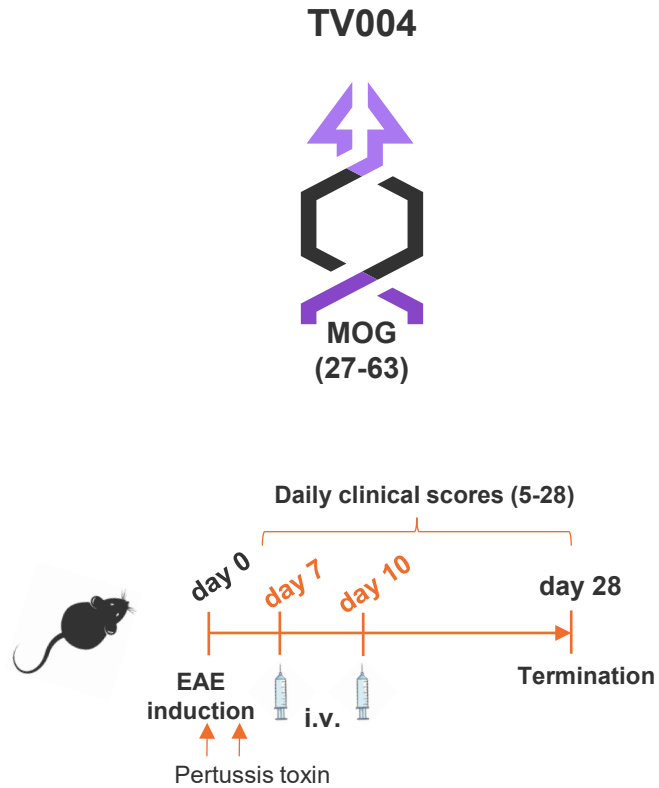 TV004
MOG
(27-63)
Daily clinical scores (5-28)
day 0
day 7
day 10
day 28
EAE
induction
i.v.
Termination
Pertussis toxin